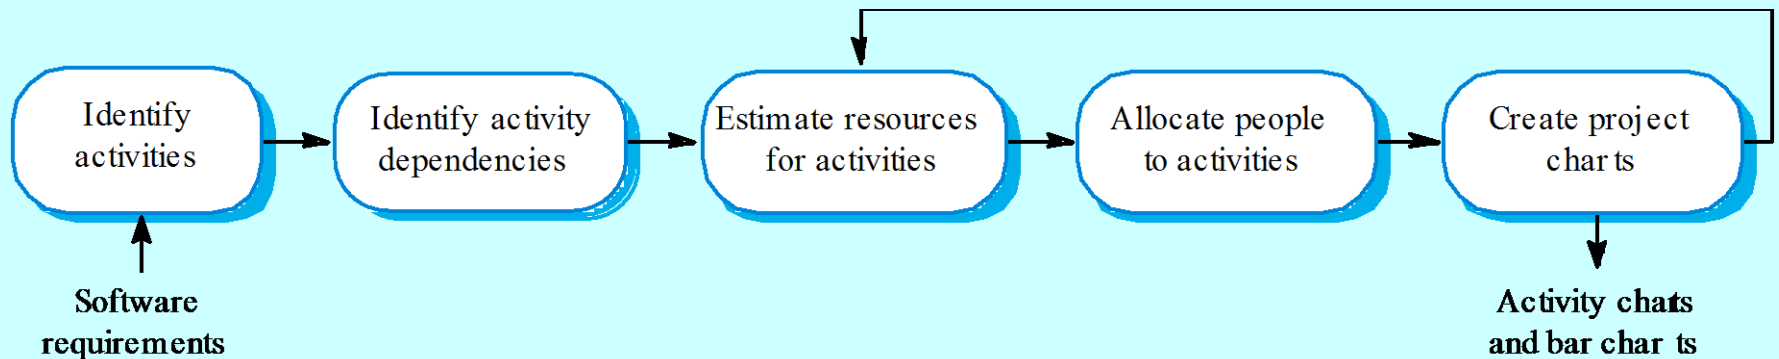 Identify
activities
Identify activity
dependencies
Estimate resources
for activities
Allocate people
to activities
Create project
charts
Software
requirements
Activity charts
and bar charts